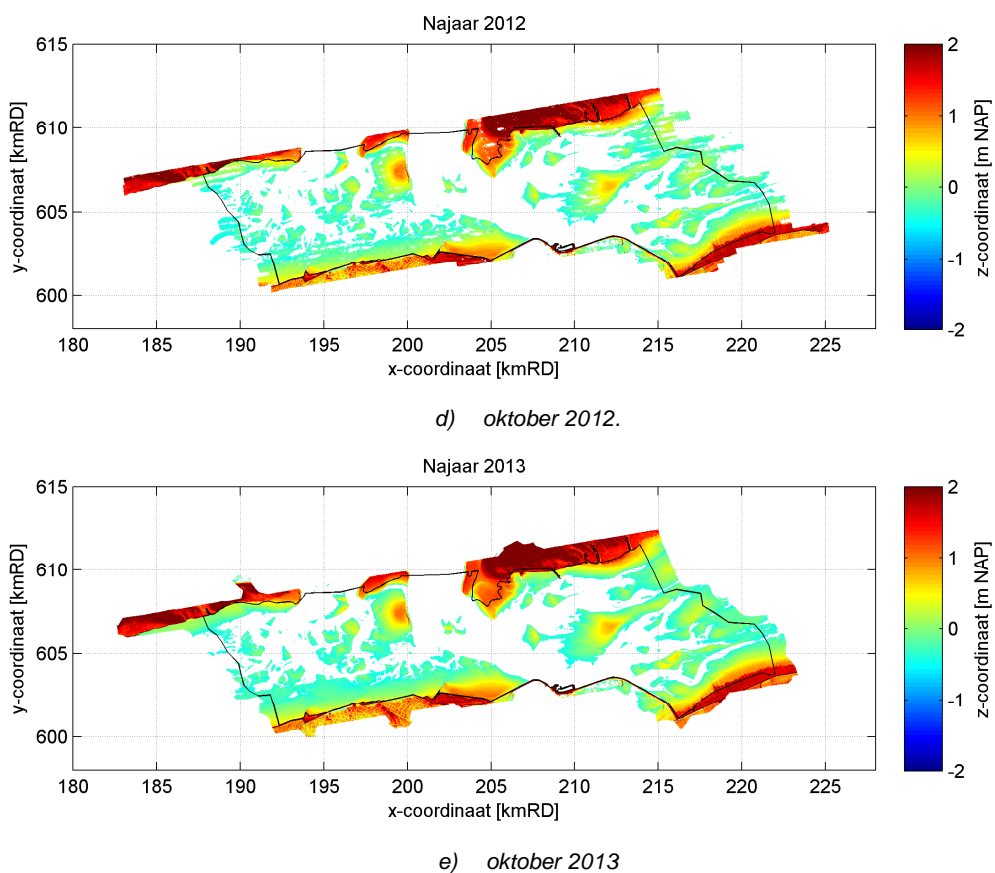 Najaar 2012
615
610
605
600
y-coordinaat [kmRD]
180 185 190 195 200 205 210 215 220 225
x-coordinaat [kmRD]
2
1
0
-1
-2
z-coordinaat [m NAP]
d) oktober 2012.
Najaar 2013
615
610
605
600
y-coordinaat [kmRD]
180 185 190 195 200 205 210 215 220 225
x-coordinaat [kmRD]
2
1
0
-1
-2
z-coordinaat [m NAP]
e) oktober 2013